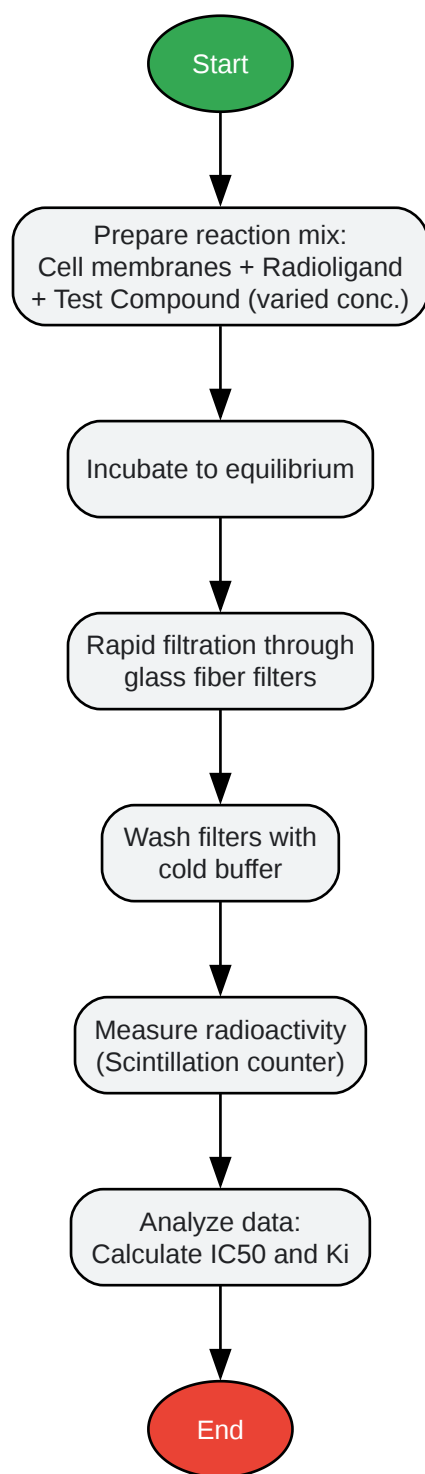 Start
Prepare reaction mix:
Cell membranes + Radioligand
+ Test Compound (varied conc.)
Incubate to equilibrium
Rapid filtration through
glass fiber filters
Wash filters with
cold buffer
Measure radioactivity
(Scintillation counter)
Analyze data:
Calculate IC50 and Ki
End